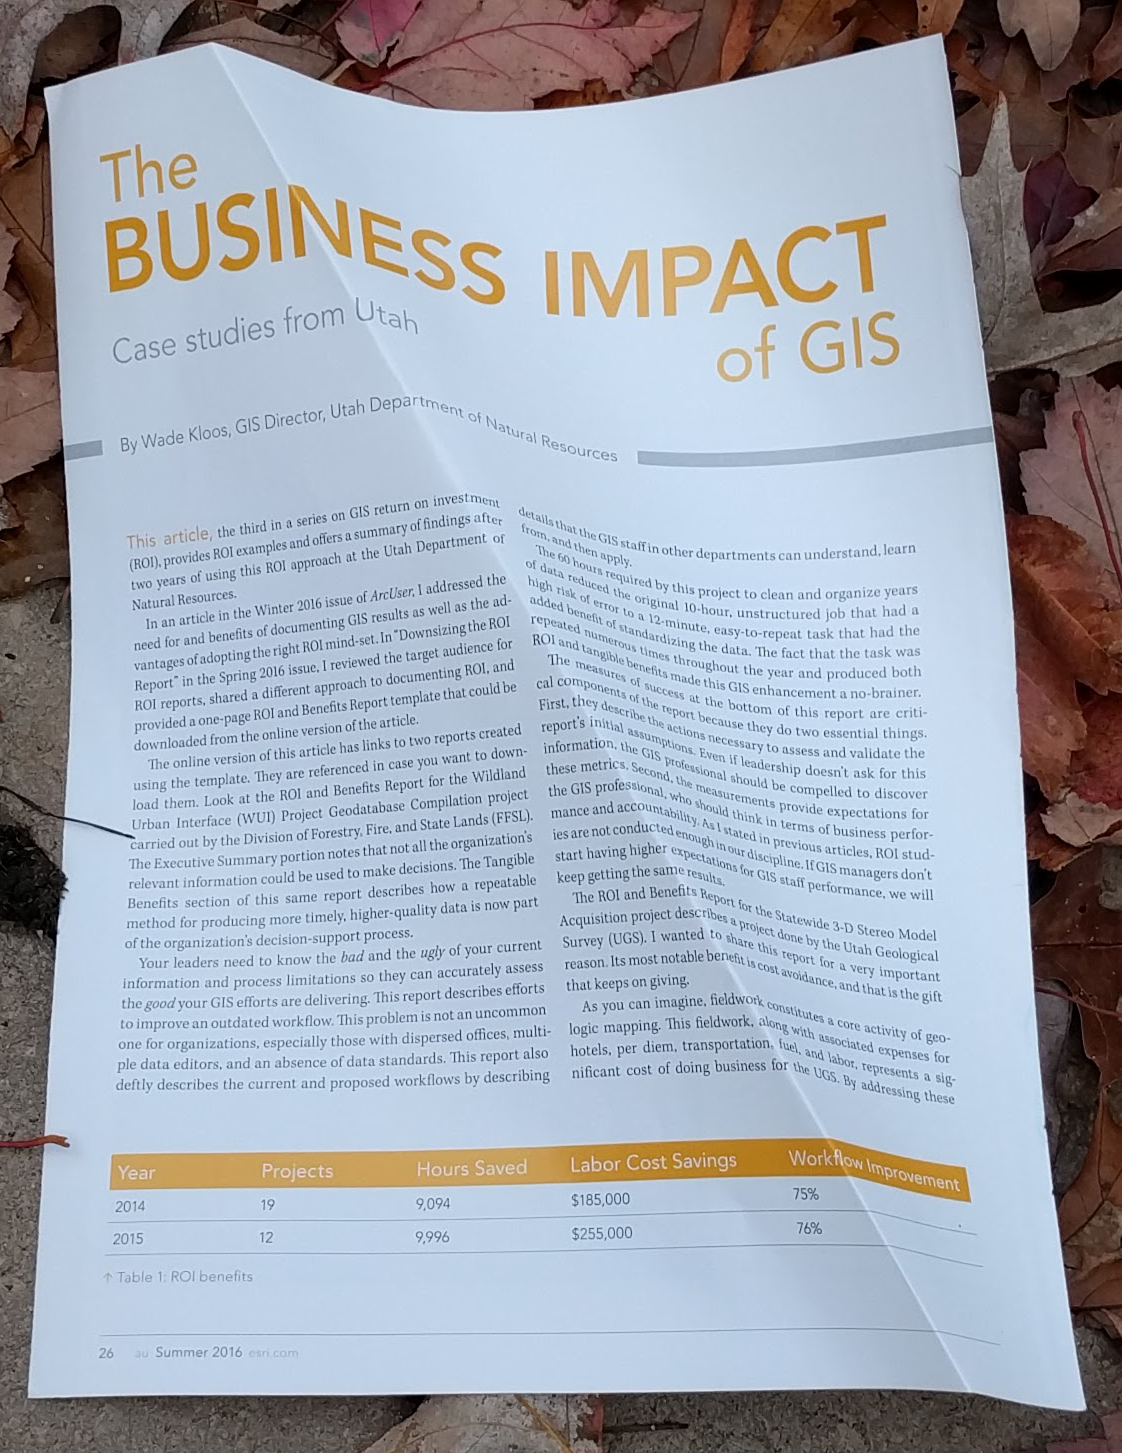 The
BUSINESS IMPACT
of GIS
Case studies from Utah
By Wade Kloos, GIS Director, Utah Department of Natural Resources
This article, the third in a series on GIS return on investment
(ROI), provides ROI examples and offers a summary of findings after
two years of using this ROI approach at the Utah Department of
Natural Resources.
In an article in the Winter 2016 issue of ArcUser, I addressed the
need for and benefits of documenting GIS results as well as the ad-
vantages of adopting the right ROI mind-set. In "Downsizing the ROI
Report" in the Spring 2016 issue, I reviewed the target audience for
ROI reports, shared a different approach to documenting ROI, and
provided a one-page ROI and Benefits Report template that could be
downloaded from the online version of the article.
The online version of this article has links to two reports created
using the template. They are referenced in case you want to down-
load them. Look at the ROI and Benefits Report for the Wildland
Urban Interface (WUI) Project Geodatabase Compilation project
carried out by the Division of Forestry, Fire, and State Lands (FFSL).
The Executive Summary portion notes that not all the organization's
relevant information could be used to make decisions. The Tangible
Benefits section of this same report describes how a repeatable
method for producing more timely, higher-quality data is now part
of the organization's decision-support process.
Your leaders need to know the bad and the ugly of your current
information and process limitations so they can accurately assess
the good your GIS efforts are delivering. This report describes efforts
to improve an outdated workflow. This problem is not an uncommon
one for organizations, especially those with dispersed offices, multi-
ple data editors, and an absence of data standards. This report also
deftly describes the current and proposed workflows by describing
details that the GIS staff in other departments can understand, learn
from, and then apply.
The 60 hours required by this project to clean and organize years
of data reduced the original 10-hour, unstructured job that had a
high risk of error to a 12-minute, easy-to-repeat task that had the
added benefit of standardizing the data. The fact that the task was
repeated numerous times throughout the year and produced both
ROI and tangible benefits made this GIS enhancement a no-brainer.
The measures of success at the bottom of this report are criti-
cal components of the report because they do two essential things.
First, they describe the actions necessary to assess and validate the
report's initial assumptions. Even if leadership doesn't ask for this
information, the GIS professional should be compelled to discover
these metrics. Second, the measurements provide expectations for
the GIS professional, who should think in terms of business perfor-
mance and accountability. As I stated in previous articles, ROI stud-
ies are not conducted enough in our discipline. If GIS managers don't
start having higher expectations for GIS staff performance, we will
keep getting the same results.
The ROI and Benefits Report for the Statewide 3-D Stereo Model
Acquisition project describes a project done by the Utah Geological
Survey (UGS). I wanted to share this report for a very important
reason. Its most notable benefit is cost avoidance, and that is the gift
that keeps on giving.
As you can imagine, fieldwork constitutes a core activity of geo-
logic mapping. This fieldwork, along with associated expenses for
hotels, per diem, transportation, fuel, and labor, represents a sig-
nificant cost of doing business for the UGS. By addressing these
Year Projects Hours Saved Labor Cost Savings Workflow Improvement
2014 19 9,094 $185,000 75%
2015 12 9,996 $255,000 76%
↑ Table 1: ROI benefits
26 au Summer 2016 esri.com